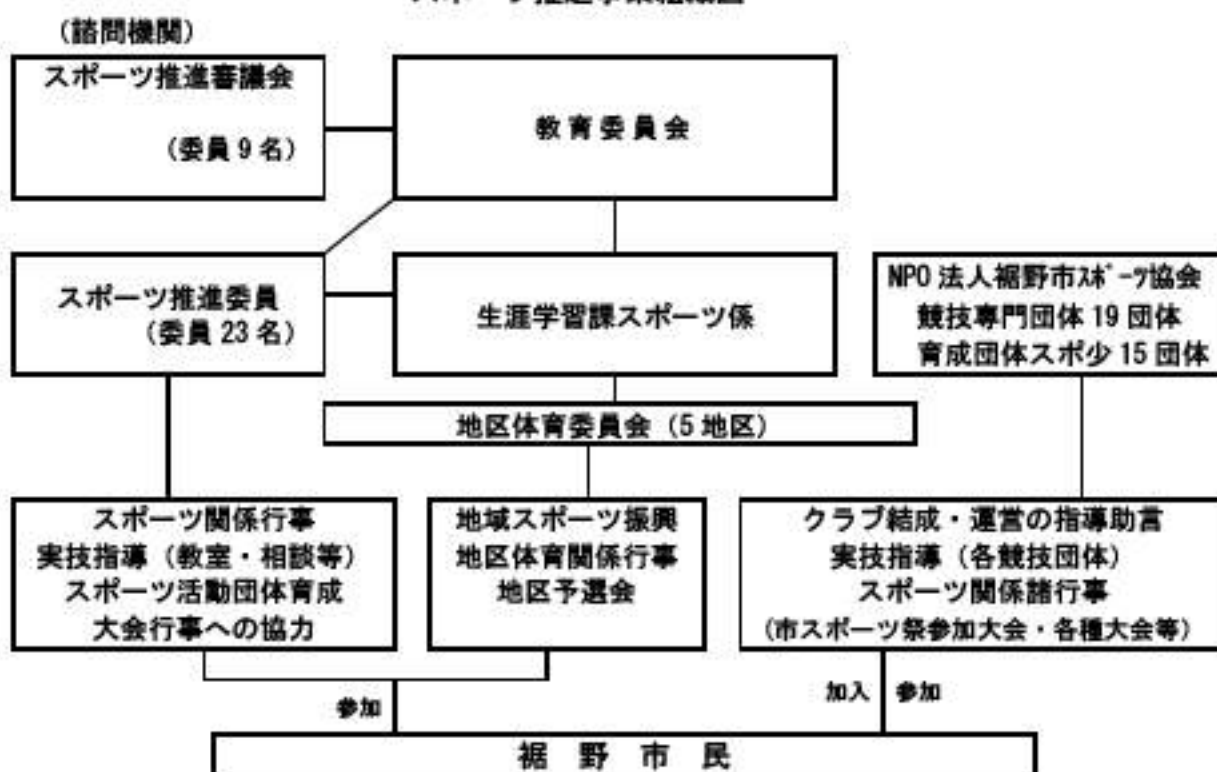 (諮問機関)
スポーツ推進審議会
(委員 9 名)
教育委員会
スポーツ推進委員
(委員 23 名)
生涯学習課スポーツ係
NPO 法人裾野市ｽﾎﾟｰﾂ協会
競技専門団体 19 団体
育成団体スポ少 15 団体
地区体育委員会（5 地区）
スポーツ関係行事
実技指導（教室・相談等）
スポーツ活動団体育成
大会行事への協力
地域スポーツ振興
地区体育関係行事
地区予選会
クラブ結成・運営の指導助言
実技指導（各競技団体）
スポーツ関係諸行事
(市スポーツ祭参加大会・各種大会等)
参加
加入 参加
裾 野 市 民